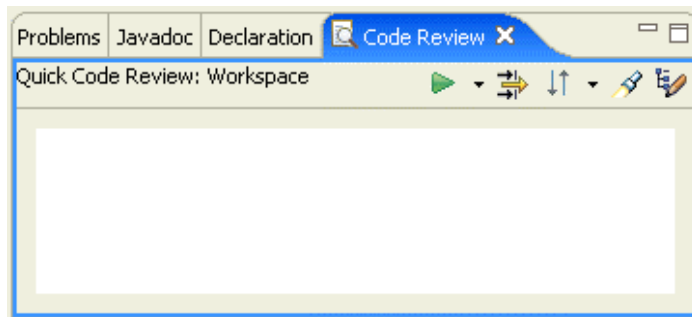 Problems Javadoc Declaration Code Review
Quick Code Review: Workspace